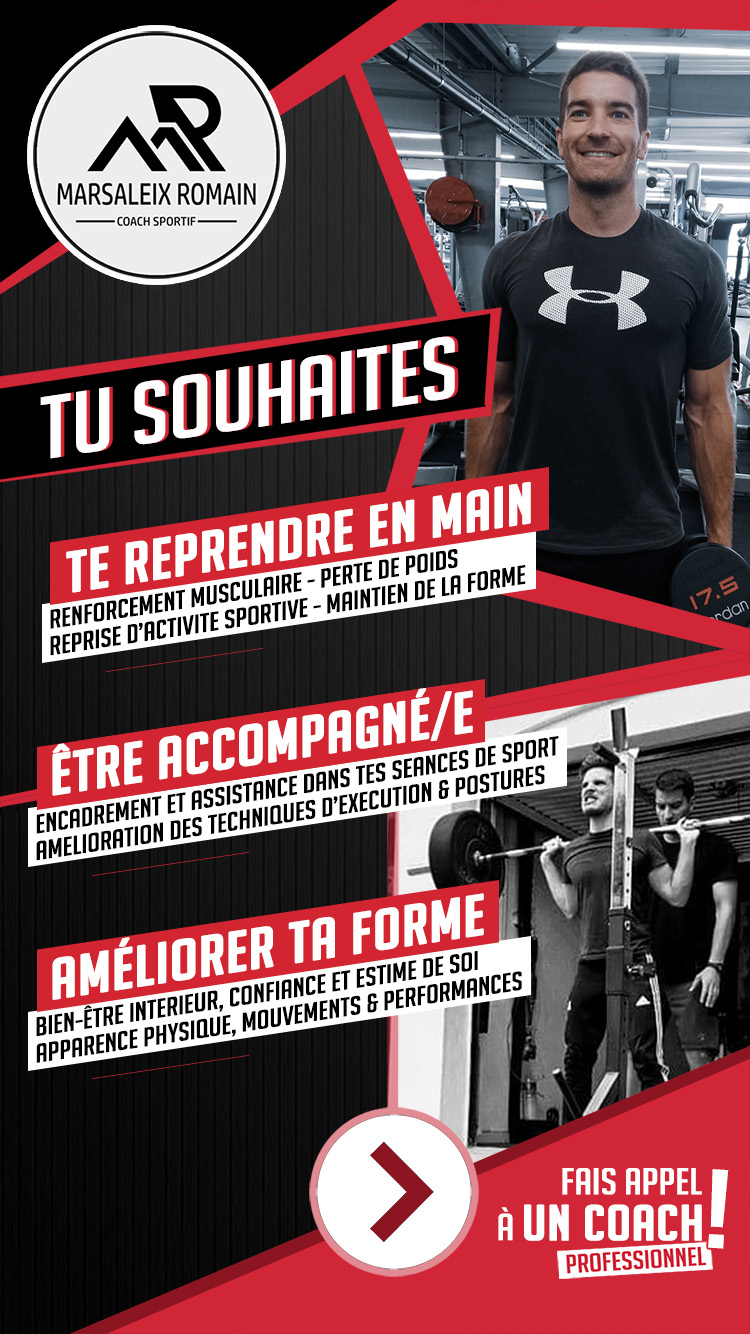 MR
MARSALEIX ROMAIN
COACH SPORTIF
TU SOUHAITES
TE REPRENDRE EN MAIN
RENFORCEMENT MUSCULAIRE - PERTE DE POIDS
REPRISE D'ACTIVITE SPORTIVE - MAINTIEN DE LA FORME
17.5
ÊTRE ACCOMPAGNÉ/E
ENCADREMENT ET ASSISTANCE DANS TES SEANCES DE SPORT
AMELIORATION DES TECHNIQUES D'EXECUTION & POSTURES
AMÉLIORER TA FORME
BIEN-ÊTRE INTERIEUR, CONFIANCE ET ESTIME DE SOI
APPARENCE PHYSIQUE, MOUVEMENTS & PERFORMANCES
FAIS APPEL
À UN COACH !
PROFESSIONNEL